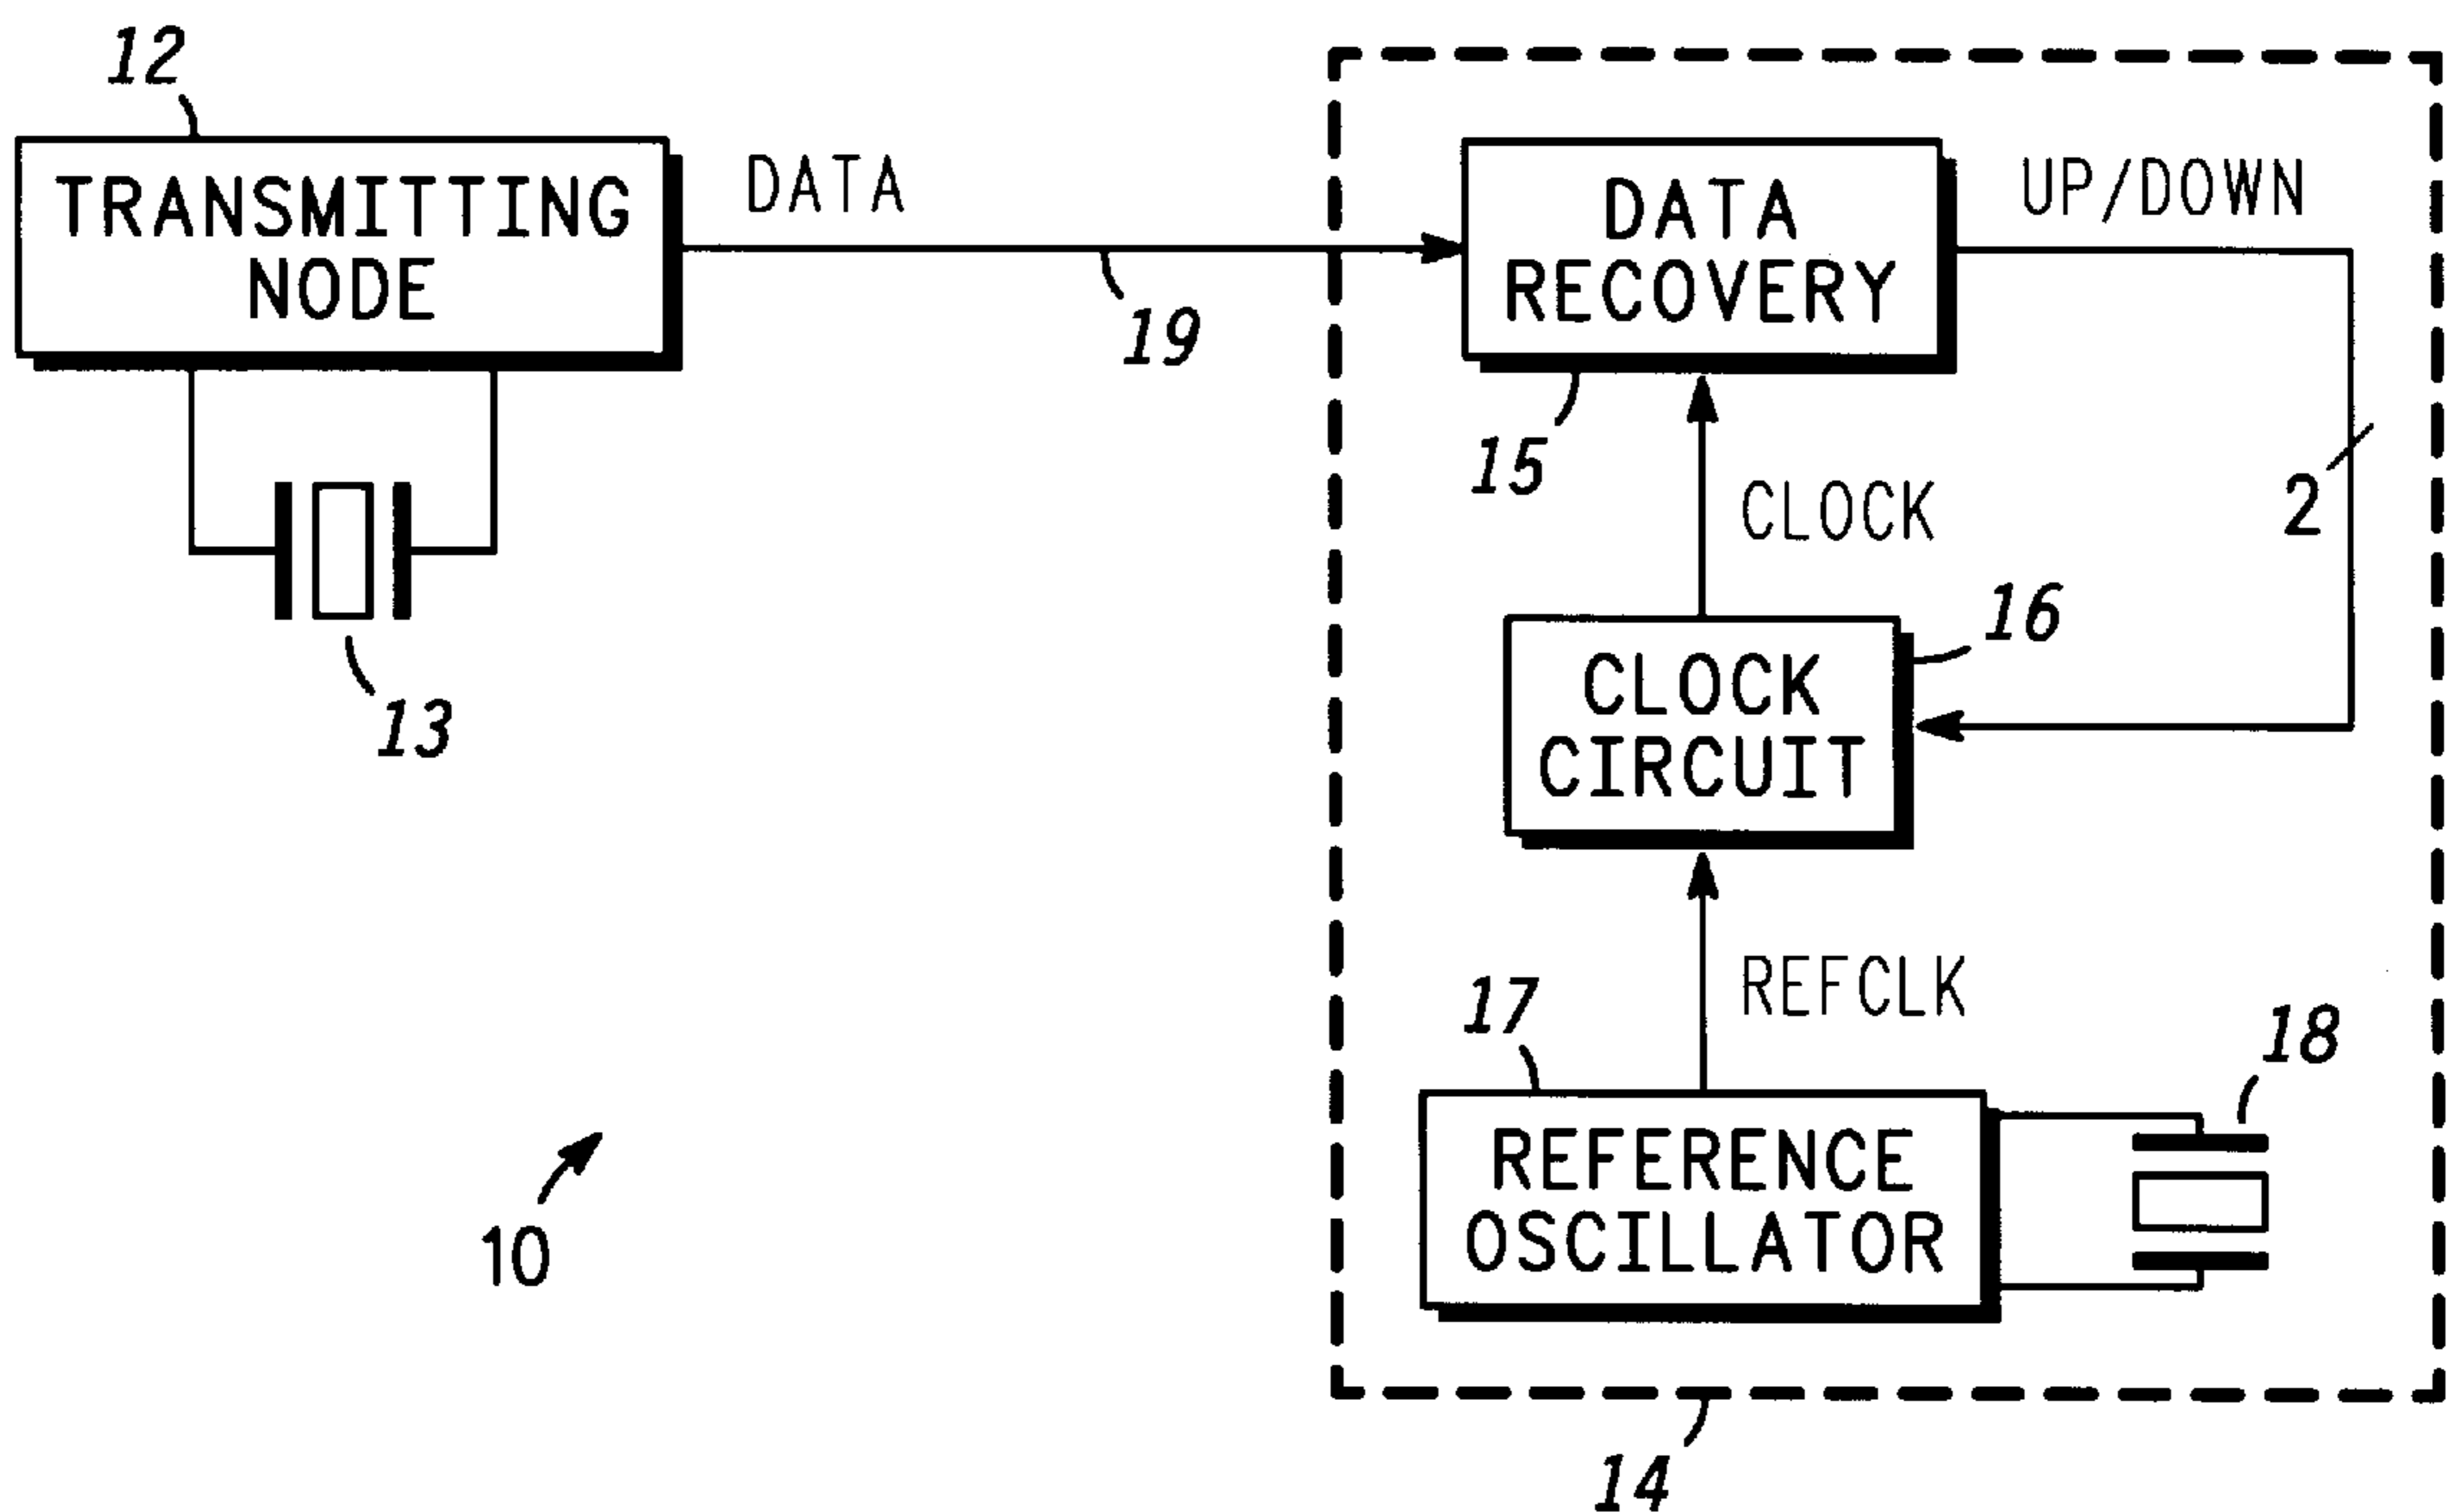 12
TRANSMITTING
NODE
13
DATA
19
DATA
RECOVERY
15
UP/DOWN
2
CLOCK
16
CLOCK
CIRCUIT
REFCLK
17
18
REFERENCE
OSCILLATOR
10
14